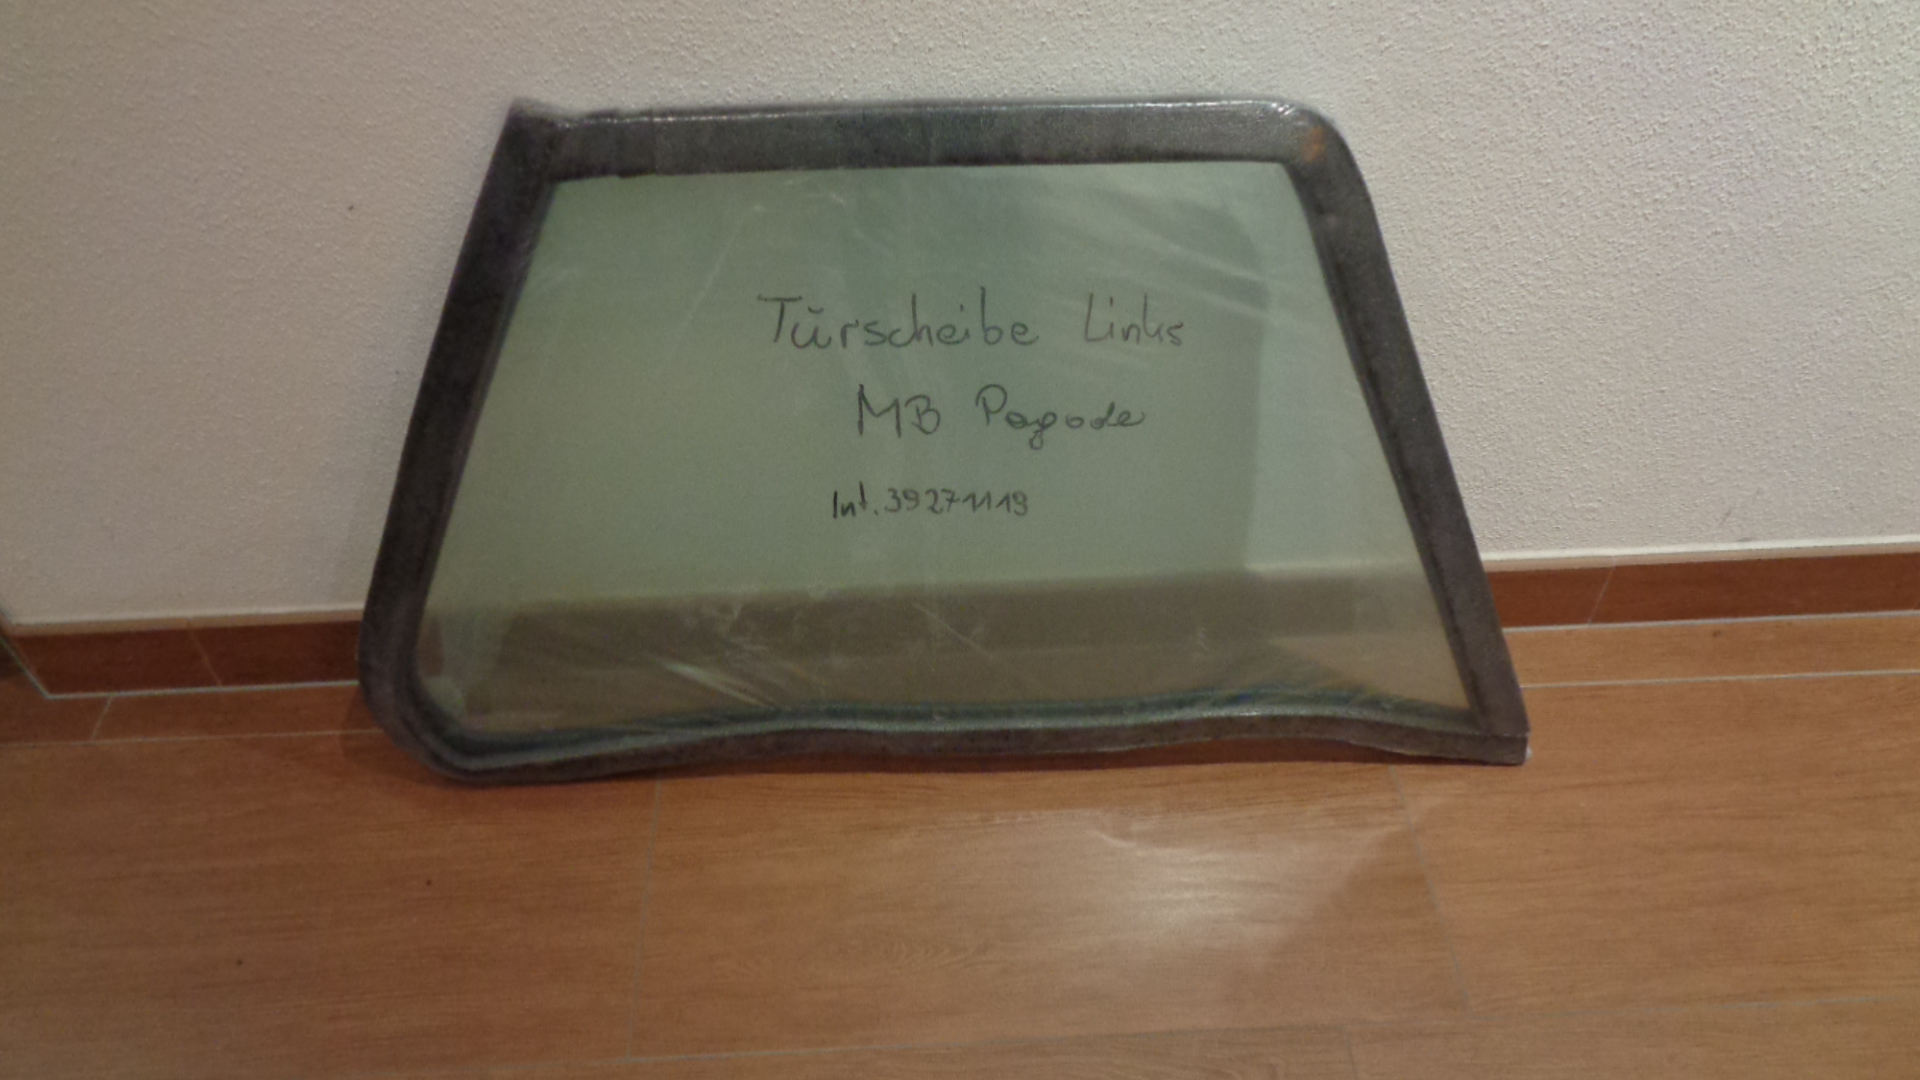 Türscheibe Links
MB Pagode
Int. 39271119